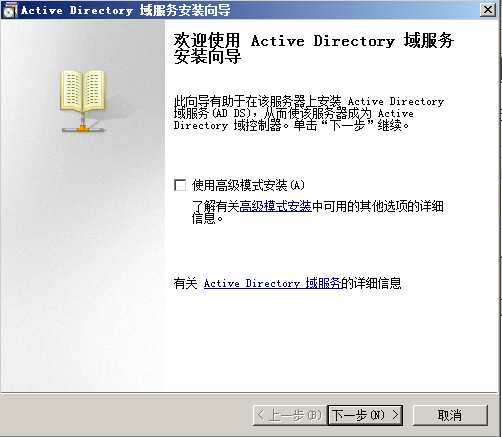 Active Directory 域服务安装向导
欢迎使用 Active Directory 域服务
安装向导
此向导有助于在该服务器上安装 Active Directory
域服务(AD DS)，从而使该服务器成为 Active
Directory 域控制器。单击“下一步”继续。
使用高级模式安装(A)
了解有关高级模式安装中可用的其他选项的详细
信息。
有关 Active Directory 域服务的详细信息
< 上一步(B) 下一步(N) > 取消